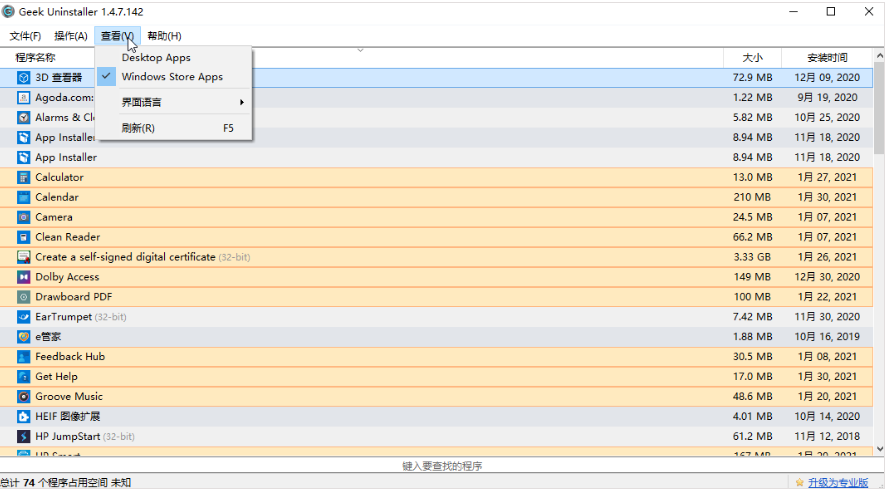 Geek Uninstaller 1.4.7.142
文件(F) 操作(A) 查看(V) 帮助(H)
Desktop Apps
Windows Store Apps
界面语言
刷新(R) F5
程序名称 大小 安装时间
3D 查看器 72.9 MB 12月 09, 2020
Agoda.com: 1.22 MB 9月 19, 2020
Alarms & Cl 5.82 MB 10月 25, 2020
App Installer 8.94 MB 11月 18, 2020
App Installer 8.94 MB 11月 18, 2020
Calculator 13.0 MB 1月 27, 2021
Calendar 210 MB 1月 30, 2021
Camera 24.5 MB 1月 07, 2021
Clean Reader 66.2 MB 1月 07, 2021
Create a self-signed digital certificate (32-bit) 3.33 GB 1月 26, 2021
Dolby Access 149 MB 12月 30, 2020
Drawboard PDF 100 MB 1月 22, 2021
EarTrumpet (32-bit) 7.42 MB 11月 30, 2020
e管家 1.88 MB 10月 16, 2019
Feedback Hub 30.5 MB 1月 08, 2021
Get Help 17.0 MB 1月 30, 2021
Groove Music 48.6 MB 1月 20, 2021
HEIF 图像扩展 4.01 MB 10月 14, 2020
HP JumpStart (32-bit) 61.2 MB 11月 12, 2018
HP Smart 167 MB 1月 20, 2021
键入要查找的程序
总计 74 个程序占用空间 未知 升级为专业版